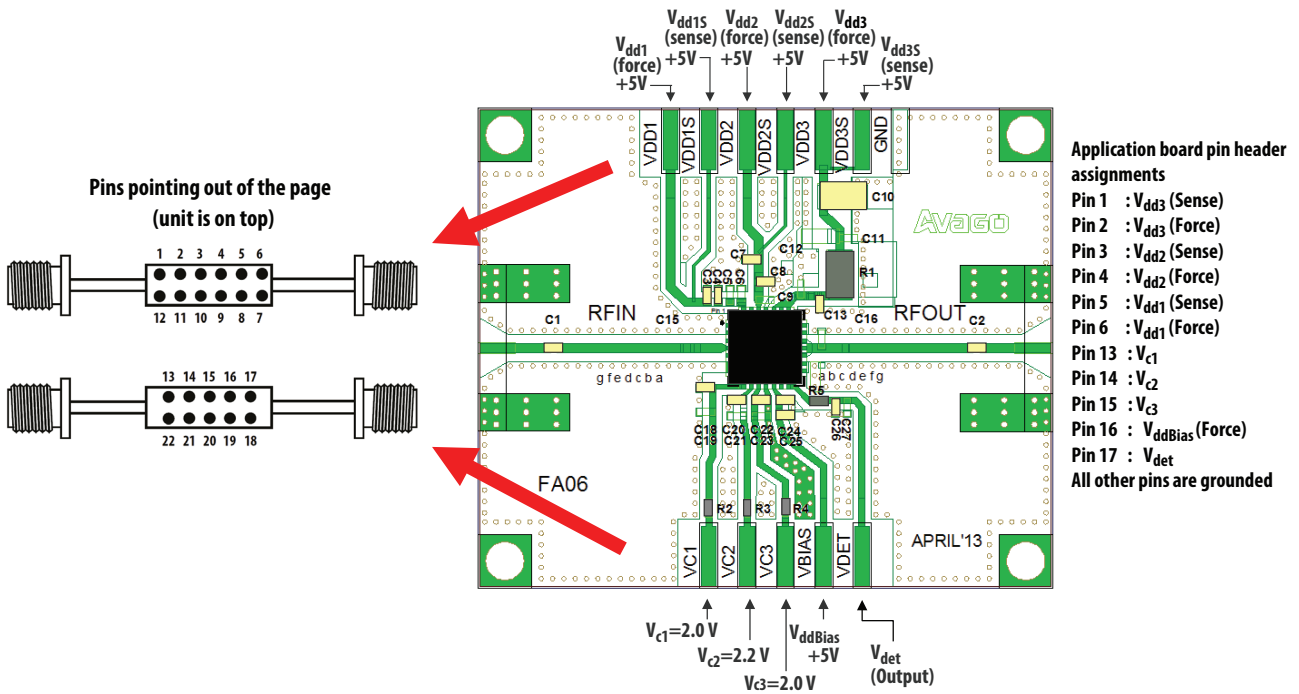 Vdd1
(force)
+5V
Vdd1S
(sense)
+5V
Vdd2
(force)
+5V
Vdd2S
(sense)
+5V
Vdd3
(force)
+5V
Vdd3S
(sense)
+5V
Pins pointing out of the page
(unit is on top)
1 2 3 4 5 6
12 11 10 9 8 7
13 14 15 16 17
22 21 20 19 18
VDD1
VDD1S
VDD2
VDD2S
VDD3
VDD3S
GND
AVAGO
C10
C11
C12
C7
C8
C9
R1
C3
C4
C5
C6
C13
RFIN
C15
C1
C16
RFOUT
C2
Pin 1
gfedcba
abcdefg
R5
C18
C19
C20
C21
C22
C23
C24
C25
C26
C27
FA06
R2
R3
R4
VC1
VC2
VC3
VBIAS
VDET
APRIL'13
Vc1=2.0 V
Vc2=2.2 V
Vc3=2.0 V
VddBias
+5V
Vdet
(Output)
Application board pin header
assignments
Pin 1 : Vdd3 (Sense)
Pin 2 : Vdd3 (Force)
Pin 3 : Vdd2 (Sense)
Pin 4 : Vdd2 (Force)
Pin 5 : Vdd1 (Sense)
Pin 6 : Vdd1 (Force)
Pin 13 : Vc1
Pin 14 : Vc2
Pin 15 : Vc3
Pin 16 : VddBias (Force)
Pin 17 : Vdet
All other pins are grounded